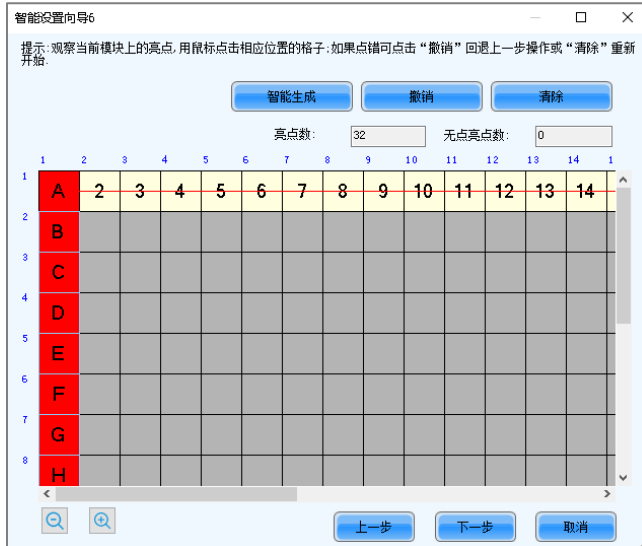 智能设置向导6
提示:观察当前模块上的亮点,用鼠标点击相应位置的格子;如果点错可点击“撤销”回退上一步操作或“清除”重新
开始.
智能生成 撤销 清除
亮点数: 32 无点亮点数: 0
1 2 3 4 5 6 7 8 9 10 11 12 13 14 1
1 A 2 3 4 5 6 7 8 9 10 11 12 13 14
2 B
3 C
4 D
5 E
6 F
7 G
8 H
上一步 下一步 取消